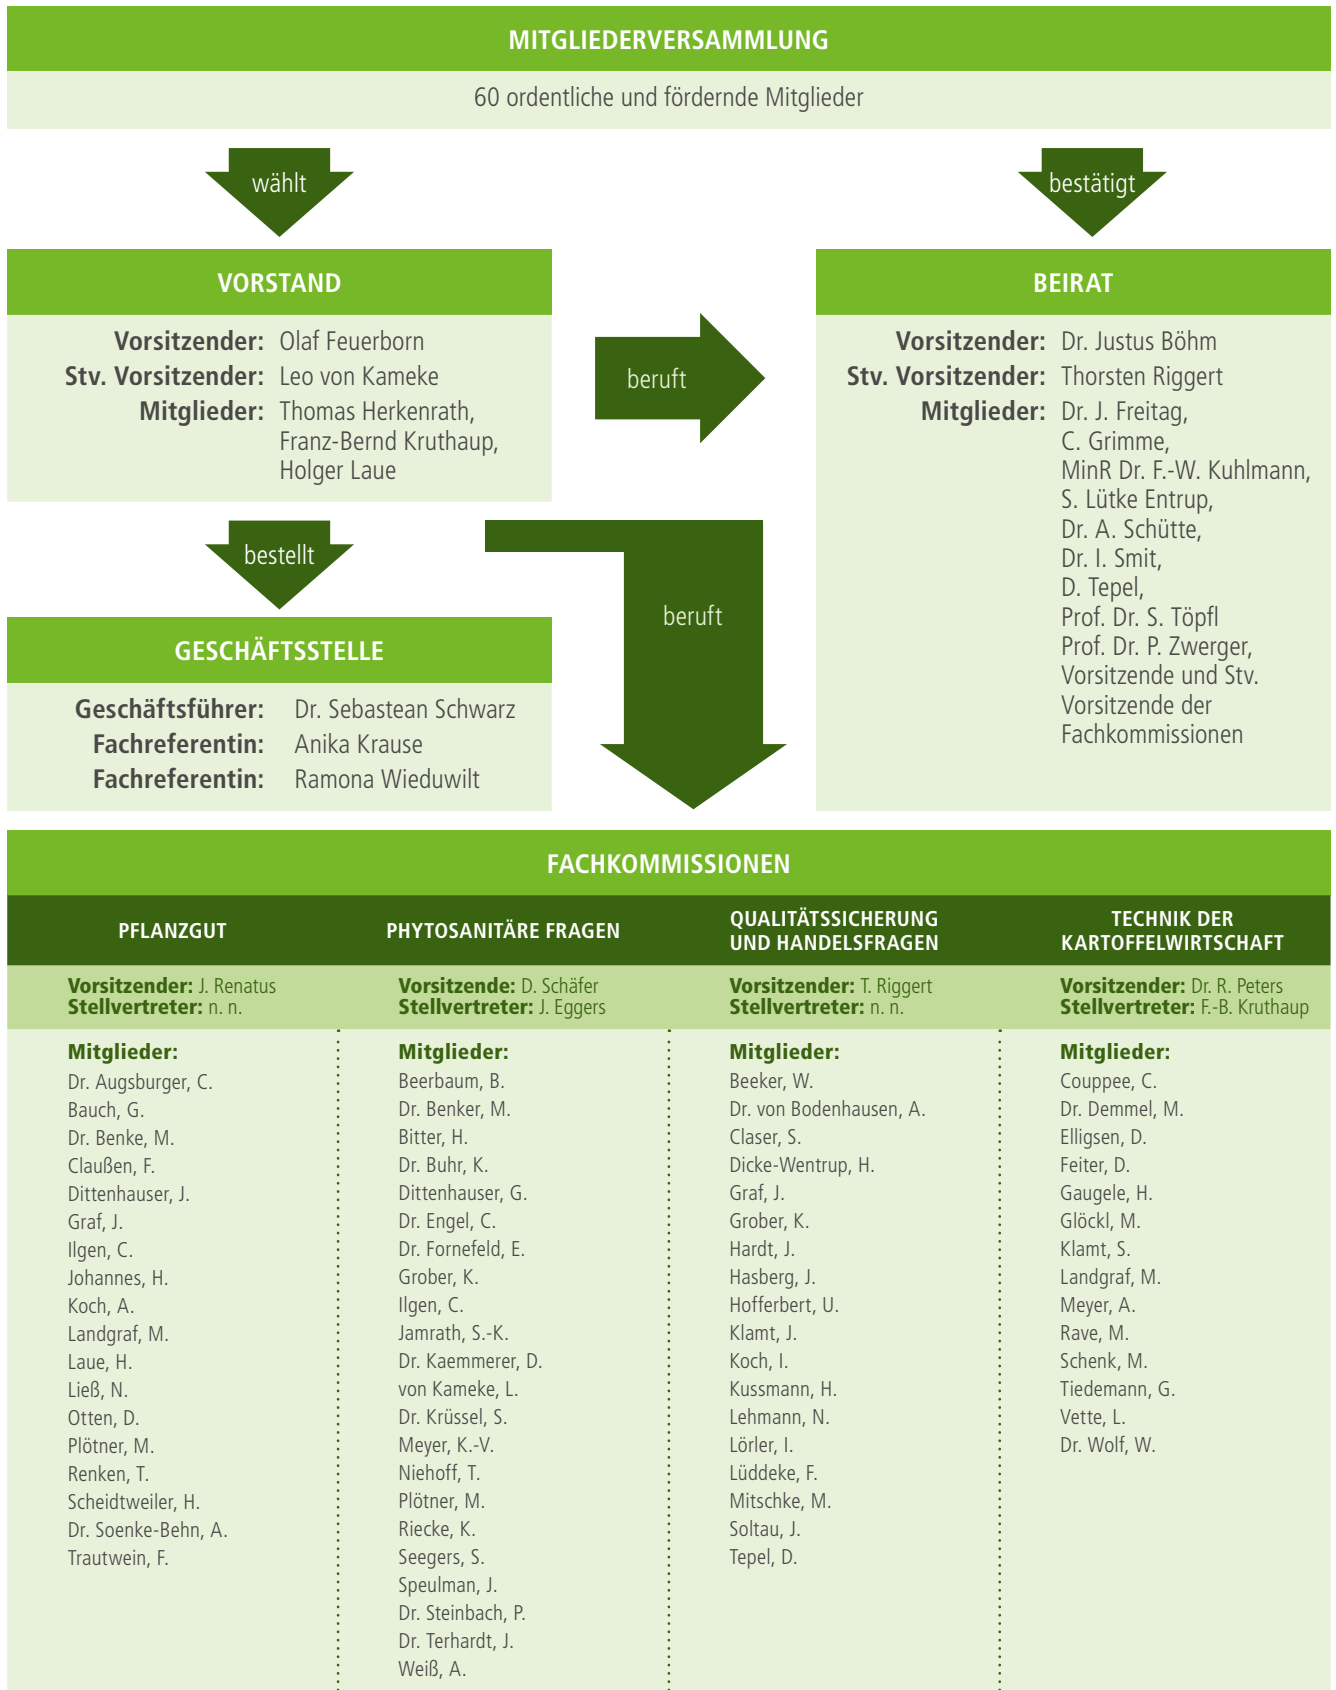 MITGLIEDERVERSAMMLUNG
60 ordentliche und fördernde Mitglieder
wählt
bestätigt
VORSTAND
Vorsitzender: Olaf Feuerborn
Stv. Vorsitzender: Leo von Kameke
Mitglieder: Thomas Herkenrath,
Franz-Bernd Kruthaup,
Holger Laue
beruft
BEIRAT
Vorsitzender: Dr. Justus Böhm
Stv. Vorsitzender: Thorsten Riggert
Mitglieder: Dr. J. Freitag,
C. Grimme,
MinR Dr. F.-W. Kuhlmann,
S. Lütke Entrup,
Dr. A. Schütte,
Dr. I. Smit,
D. Tepel,
Prof. Dr. S. Töpfl
Prof. Dr. P. Zwerger,
Vorsitzende und Stv.
Vorsitzende der
Fachkommissionen
bestellt
beruft
GESCHÄFTSSTELLE
Geschäftsführer: Dr. Sebastean Schwarz
Fachreferentin: Anika Krause
Fachreferentin: Ramona Wieduwilt
FACHKOMMISSIONEN
PFLANZGUT
Vorsitzender: J. Renatus
Stellvertreter: n. n.
Mitglieder:
Dr. Augsburger, C.
Bauch, G.
Dr. Benke, M.
Claußen, F.
Dittenhauser, J.
Graf, J.
Ilgen, C.
Johannes, H.
Koch, A.
Landgraf, M.
Laue, H.
Ließ, N.
Otten, D.
Plötner, M.
Renken, T.
Scheidtweiler, H.
Dr. Soenke-Behn, A.
Trautwein, F.
PHYTOSANITÄRE FRAGEN
Vorsitzende: D. Schäfer
Stellvertreter: J. Eggers
Mitglieder:
Beerbaum, B.
Dr. Benker, M.
Bitter, H.
Dr. Buhr, K.
Dittenhauser, G.
Dr. Engel, C.
Dr. Fornefeld, E.
Grober, K.
Ilgen, C.
Jamrath, S.-K.
Dr. Kaemmerer, D.
von Kameke, L.
Dr. Krüssel, S.
Meyer, K.-V.
Niehoff, T.
Plötner, M.
Riecke, K.
Seegers, S.
Speulman, J.
Dr. Steinbach, P.
Dr. Terhardt, J.
Weiß, A.
QUALITÄTSSICHERUNG
UND HANDELSFRAGEN
Vorsitzender: T. Riggert
Stellvertreter: n. n.
Mitglieder:
Beeker, W.
Dr. von Bodenhausen, A.
Claser, S.
Dicke-Wentrup, H.
Graf, J.
Grober, K.
Hardt, J.
Hasberg, J.
Hofferbert, U.
Klamt, J.
Koch, I.
Kussmann, H.
Lehmann, N.
Lörler, I.
Lüddeke, F.
Mitschke, M.
Soltau, J.
Tepel, D.
TECHNIK DER
KARTOFFELWIRTSCHAFT
Vorsitzender: Dr. R. Peters
Stellvertreter: F.-B. Kruthaup
Mitglieder:
Couppee, C.
Dr. Demmel, M.
Elligsen, D.
Feiter, D.
Gaugele, H.
Glöckl, M.
Klamt, S.
Landgraf, M.
Meyer, A.
Rave, M.
Schenk, M.
Tiedemann, G.
Vette, L.
Dr. Wolf, W.